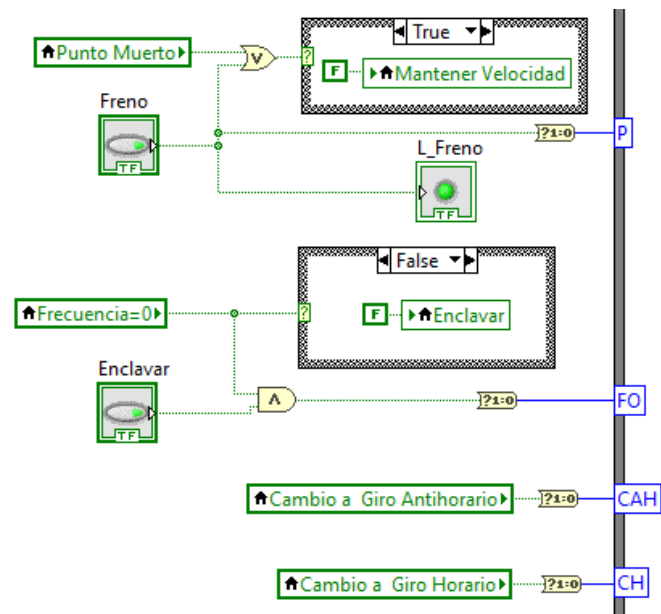 True
Punto Muerto
V
?
F
Mantener Velocidad
Freno
TF
?1:0
P
L_Freno
TF
False
Frecuencia=0
?
F
Enclavar
Enclavar
TF
Λ
?1:0
FO
Cambio a  Giro Antihorario
?1:0
CAH
Cambio a  Giro Horario
?1:0
CH